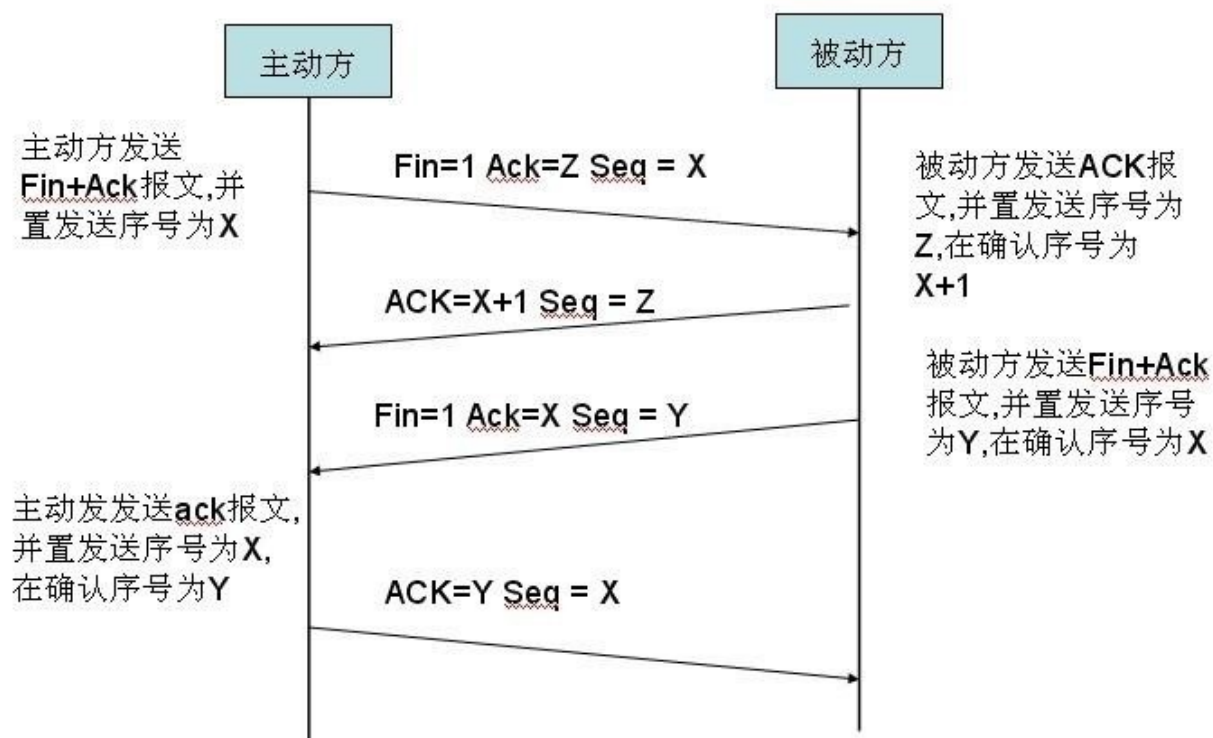 主动方
被动方
主动方发送
Fin+Ack报文,并
置发送序号为X
Fin=1 Ack=Z Seq = X
被动方发送ACK报
文,并置发送序号为
Z,在确认序号为
X+1
ACK=X+1 Seq = Z
被动方发送Fin+Ack
报文,并置发送序号
为Y,在确认序号为X
Fin=1 Ack=X Seq = Y
主动发发送ack报文,
并置发送序号为X,
在确认序号为Y
ACK=Y Seq = X